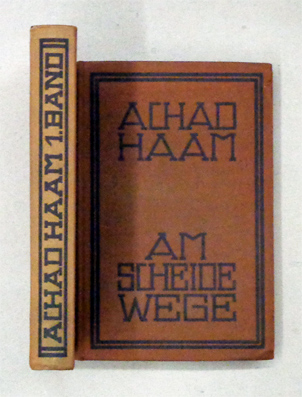 ACHAD HAAM 1. BAND
ACHAD
HAAM
AM
SCHEIDE
WEGE